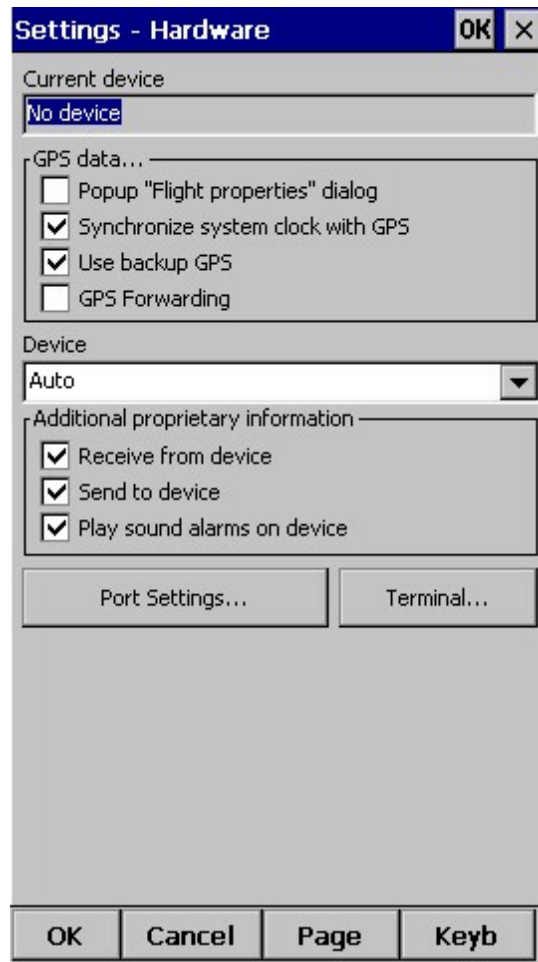 Settings - Hardware OK ×
Current device
No device
GPS data...
Popup "Flight properties" dialog
Synchronize system clock with GPS
Use backup GPS
GPS Forwarding
Device
Auto
Additional proprietary information
Receive from device
Send to device
Play sound alarms on device
Port Settings... Terminal...
OK Cancel Page Keyb